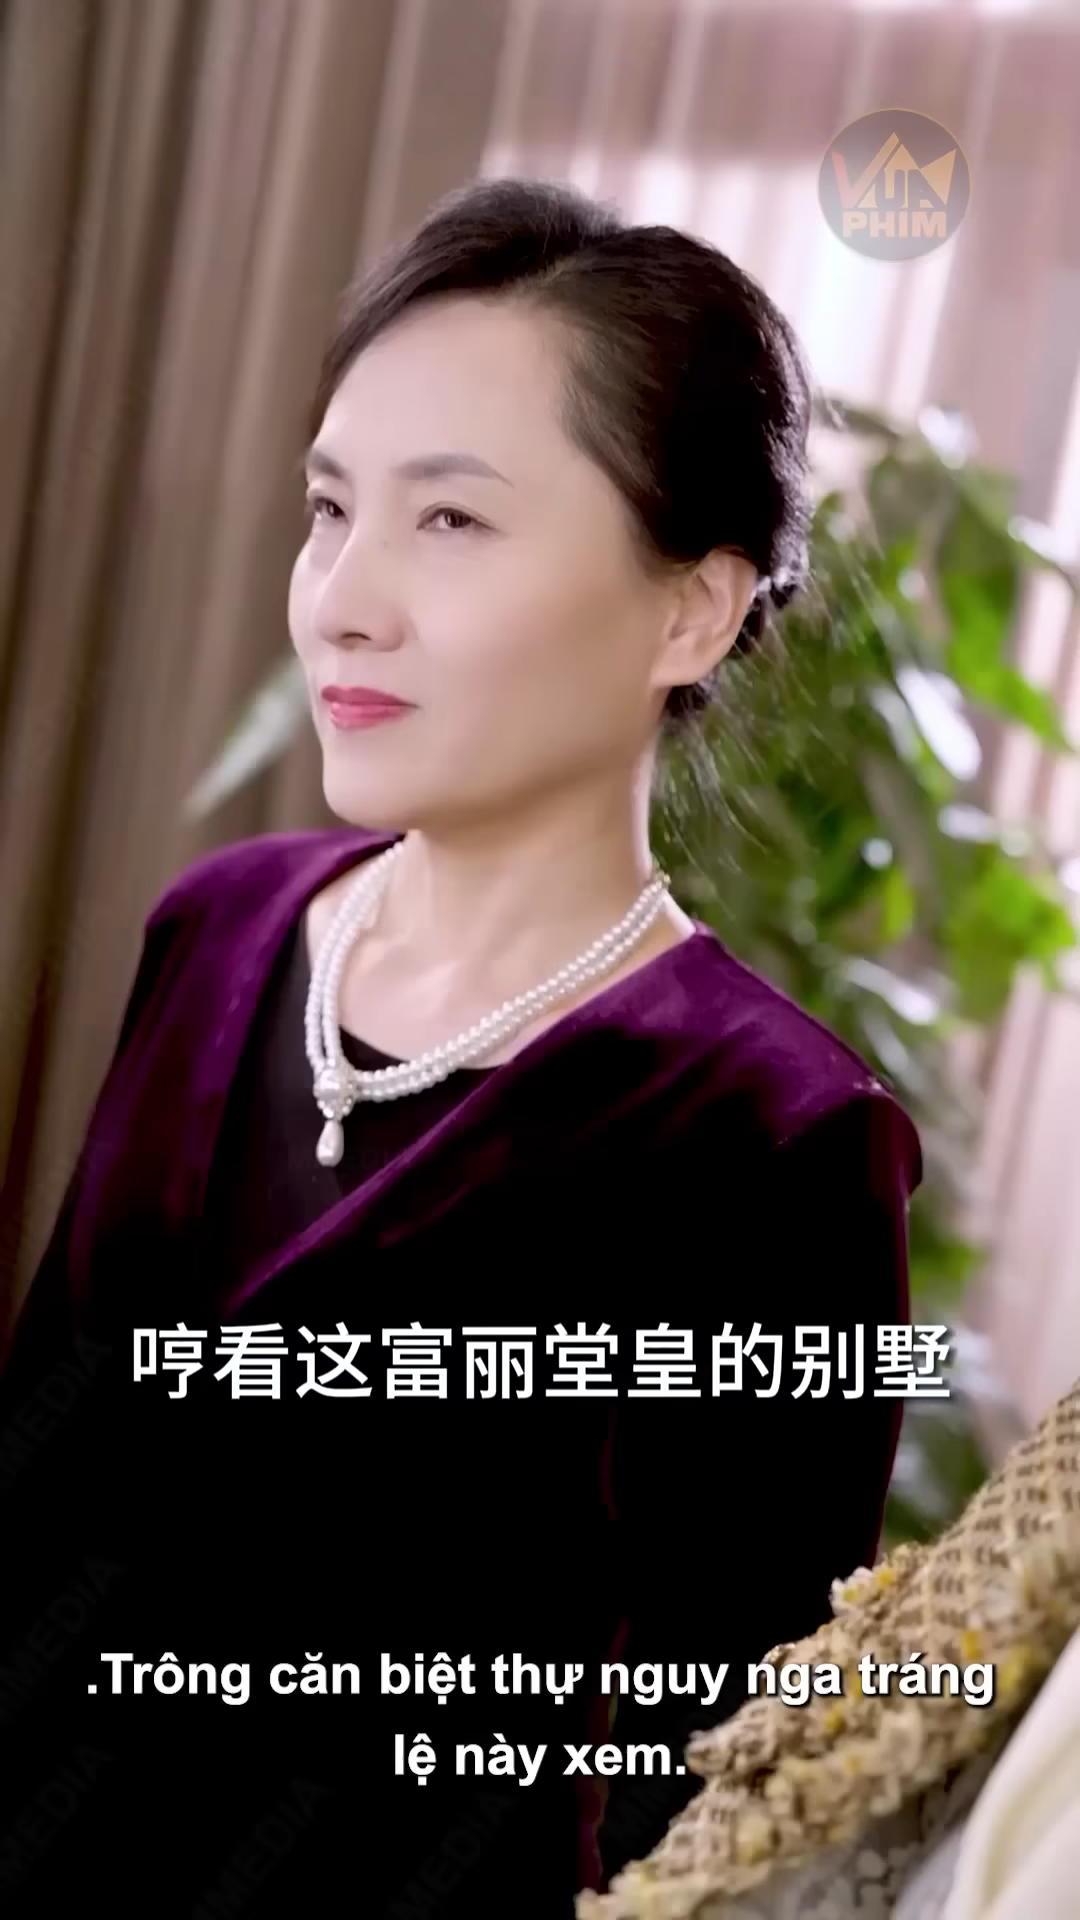 VUA
PHIM
哼看这富丽堂皇的别墅
.Trông căn biệt thự nguy nga tráng
lệ này xem.